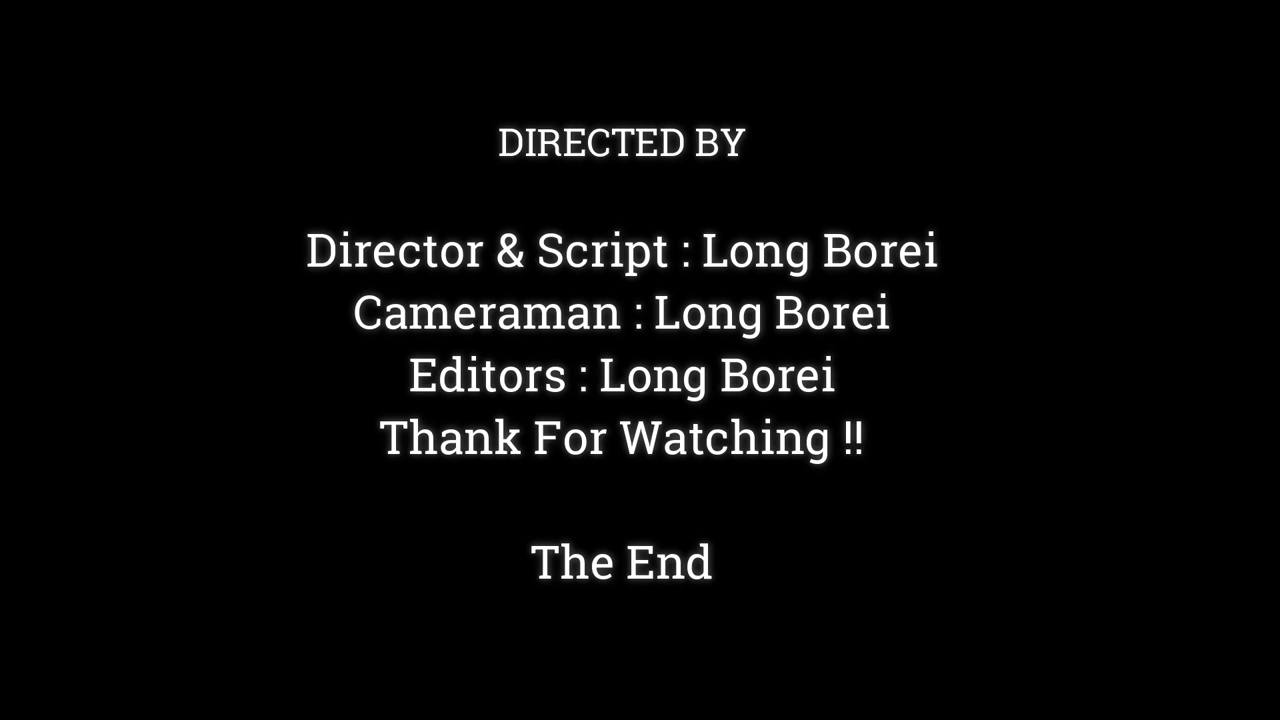 DIRECTED BY
Director & Script : Long Borei
Cameraman : Long Borei
Editors : Long Borei
Thank For Watching !!
The End